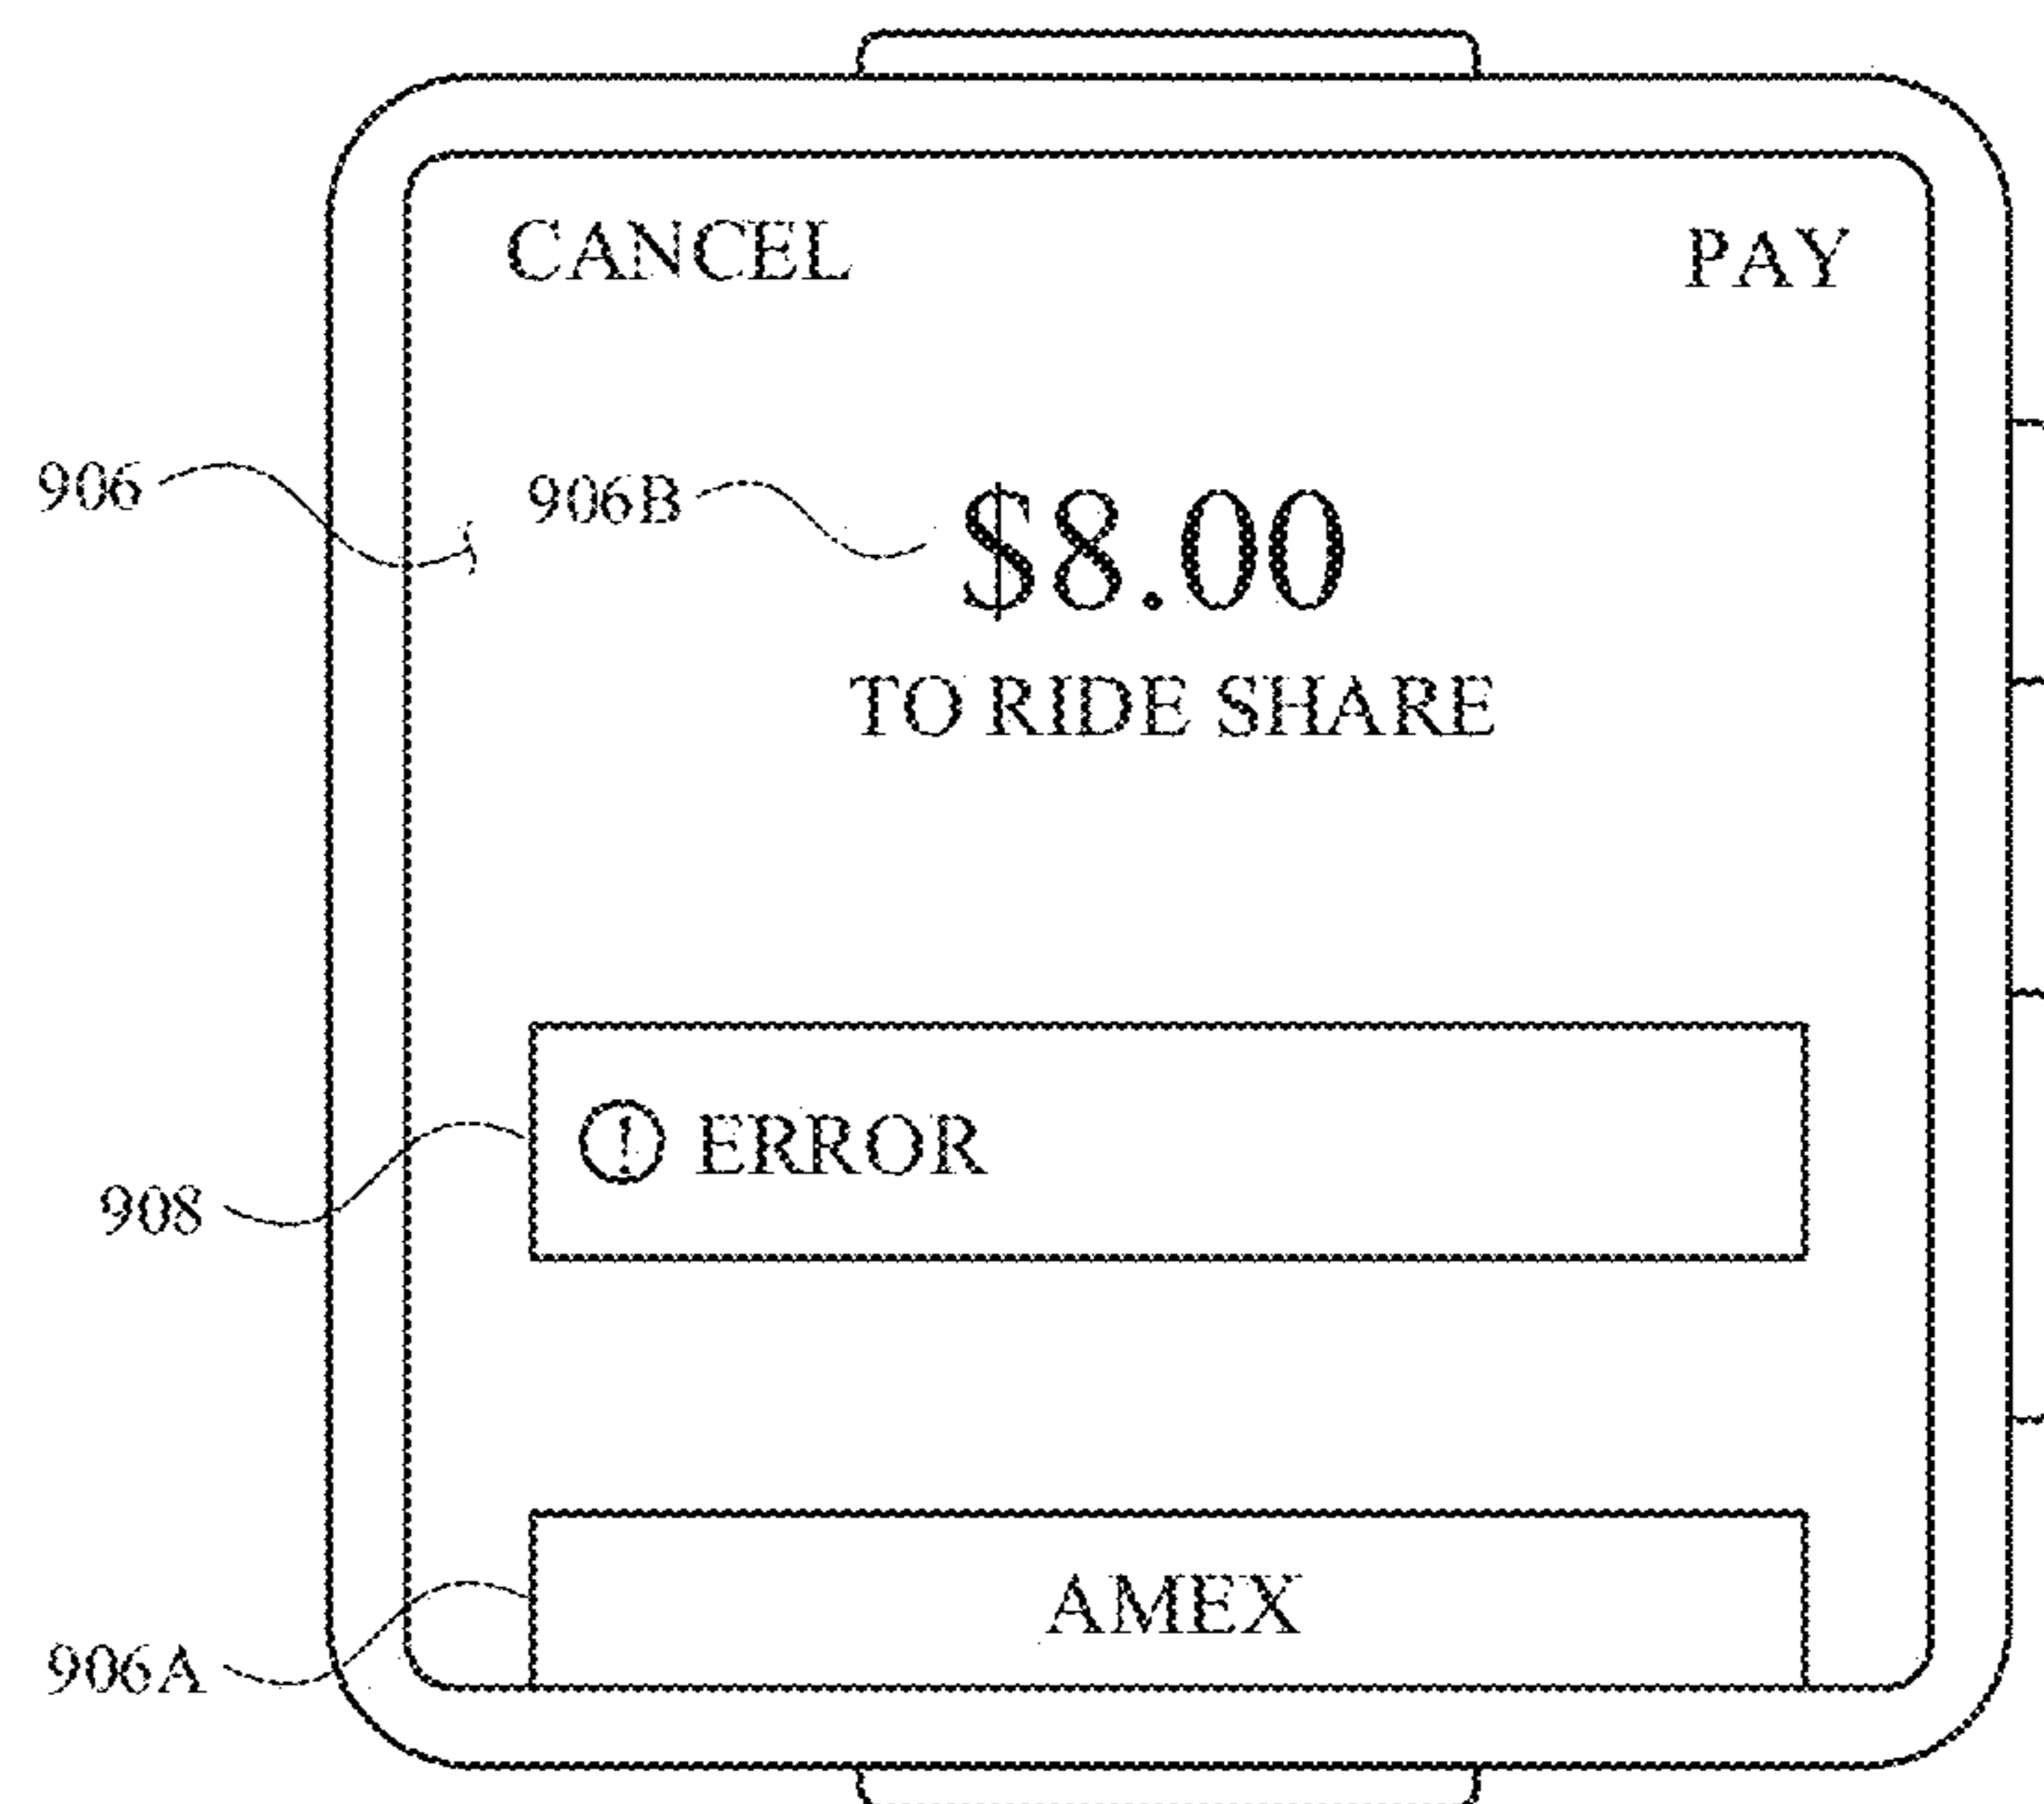 CANCEL PAY
906 906B $8.00
TO RIDE SHARE
! ERROR
908
AMEX
906A